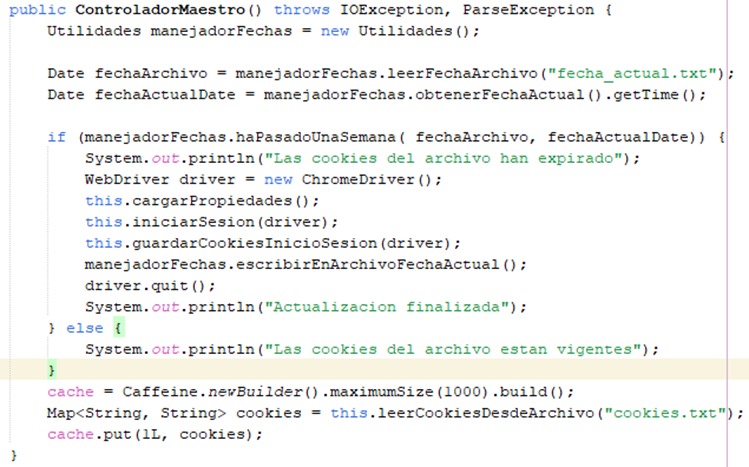 public ControladorMaestro() throws IOException, ParseException {
Utilidades manejadorFechas = new Utilidades();
Date fechaArchivo = manejadorFechas.leerFechaArchivo("fecha_actual.txt");
Date fechaActualDate = manejadorFechas.obtenerFechaActual().getTime();
if (manejadorFechas.haPasadoUnaSemana( fechaArchivo, fechaActualDate)) {
System.out.println("Las cookies del archivo han expirado");
WebDriver driver = new ChromeDriver();
this.cargarPropiedades();
this.iniciarSesion(driver);
this.guardarCookiesInicioSesion(driver);
manejadorFechas.escribirEnArchivoFechaActual();
driver.quit();
System.out.println("Actualizacion finalizada");
} else {
System.out.println("Las cookies del archivo estan vigentes");
}
cache = Caffeine.newBuilder().maximumSize(1000).build();
Map<String, String> cookies = this.leerCookiesDesdeArchivo("cookies.txt");
cache.put(1L, cookies);
}